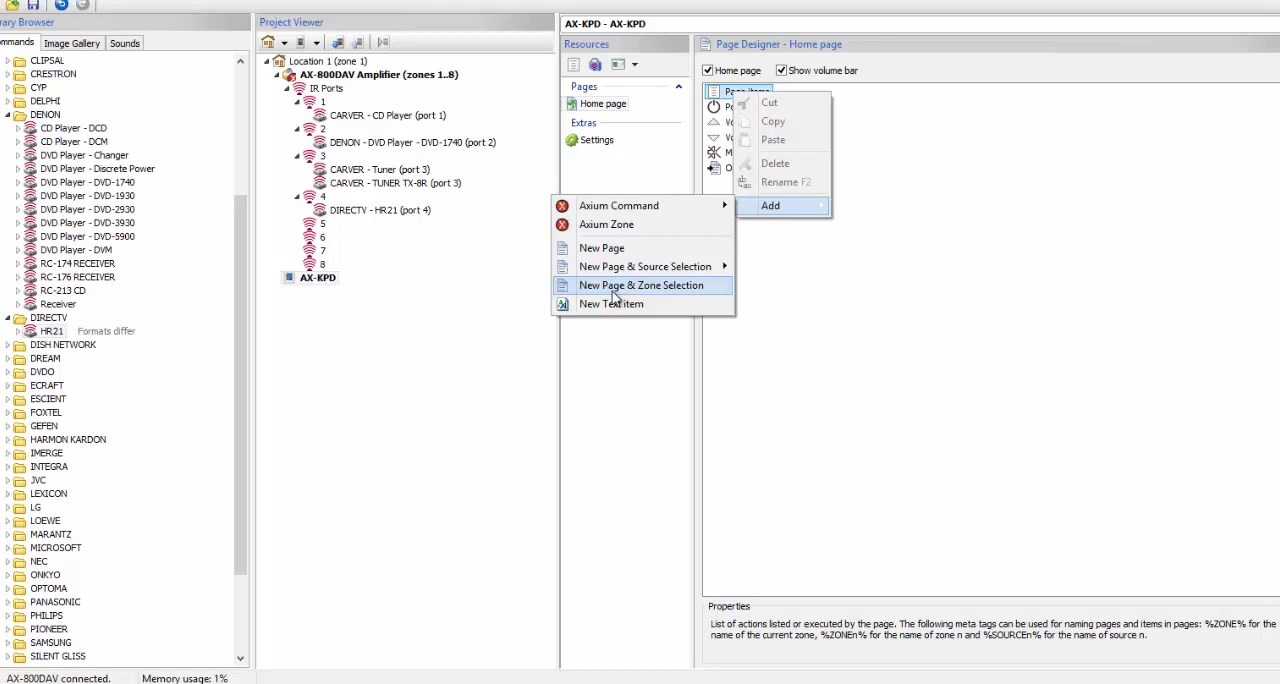 rary Browser
ommands
Image Gallery
Sounds
CLIPSAL
CRESTRON
CYP
DELPHI
DENON
CD Player - DCD
CD Player - DCM
DVD Player - Changer
DVD Player - Discrete Power
DVD Player - DVD-1740
DVD Player - DVD-1930
DVD Player - DVD-2930
DVD Player - DVD-3930
DVD Player - DVD-5900
DVD Player - DVM
RC-174 RECEIVER
RC-176 RECEIVER
RC-213 CD
Receiver
DIRECTV
HR21 Formats differ
DISH NETWORK
DREAM
DVDO
ECRAFT
ESCIENT
FOXTEL
GEFEN
HARMON KARDON
IMERGE
INTEGRA
JVC
LEXICON
LG
LOEWE
MARANTZ
MICROSOFT
NEC
ONKYO
OPTOMA
PANASONIC
PHILIPS
PIONEER
SAMSUNG
SILENT GLISS
AX-800DAV connected.
Memory usage: 1%
Project Viewer
Location 1 (zone 1)
AX-800DAV Amplifier (zones 1..8)
IR Ports
1
CARVER - CD Player (port 1)
2
DENON - DVD Player - DVD-1740 (port 2)
3
CARVER - Tuner (port 3)
CARVER - TUNER TX-8R (port 3)
4
DIRECTV - HR21 (port 4)
5
6
7
8
AX-KPD
AX-KPD - AX-KPD
Resources
Pages
Home page
Extras
Settings
Page Designer - Home page
Home page
Show volume bar
Page items
Cut
Copy
Paste
Delete
Rename F2
Add
Axium Command
Axium Zone
New Page
New Page & Source Selection
New Page & Zone Selection
New Text item
Properties
List of actions listed or executed by the page. The following meta tags can be used for naming pages and items in pages: %ZONE% for the
name of the current zone, %ZONEn% for the name of zone n and %SOURCEn% for the name of source n.